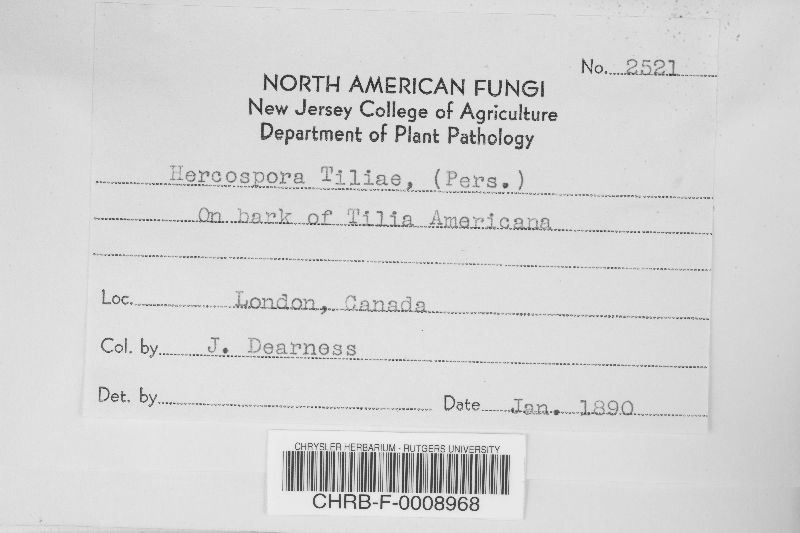 No. 2521
NORTH AMERICAN FUNGI
New Jersey College of Agriculture
Department of Plant Pathology
Hercospora Tiliae, (Pers.)
On bark of Tilia Americana
Loc. London, Canada
Col. by J. Dearness
Det. by Date Jan. 1890
CHRYSLER HERBARIUM - RUTGERS UNIVERSITY
CHRB-F-0008968